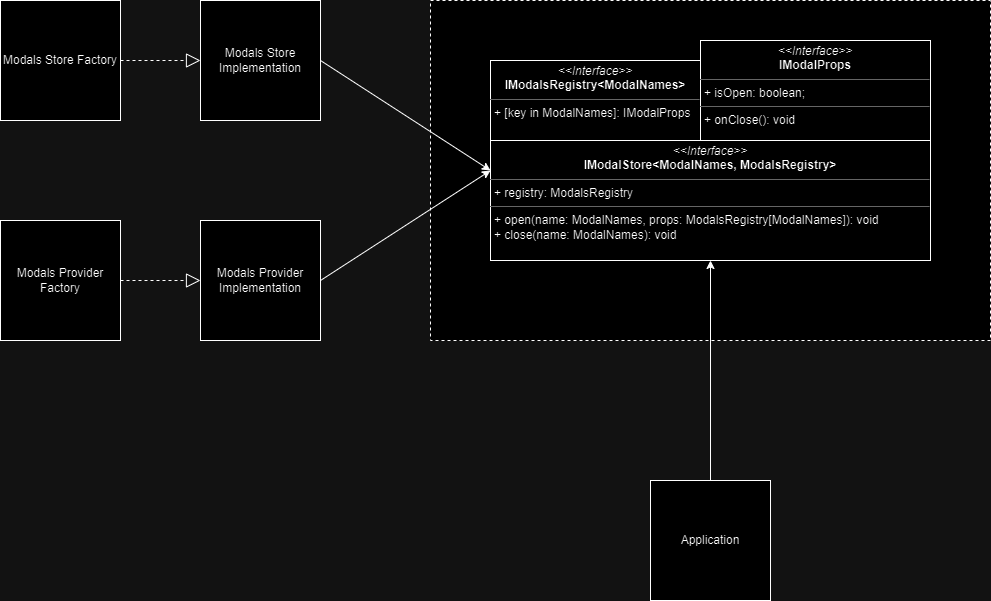 Modals Store Factory
Modals Store
Implementation
Modals Provider
Factory
Modals Provider
Implementation
<<Interface>>
IModalsRegistry<ModalNames>
+ [key in ModalNames]: IModalProps
<<Interface>>
IModalProps
+ isOpen: boolean;
+ onClose(): void
<<Interface>>
IModalStore<ModalNames, ModalsRegistry>
+ registry: ModalsRegistry
+ open(name: ModalNames, props: ModalsRegistry[ModalNames]): void
+ close(name: ModalNames): void
Application